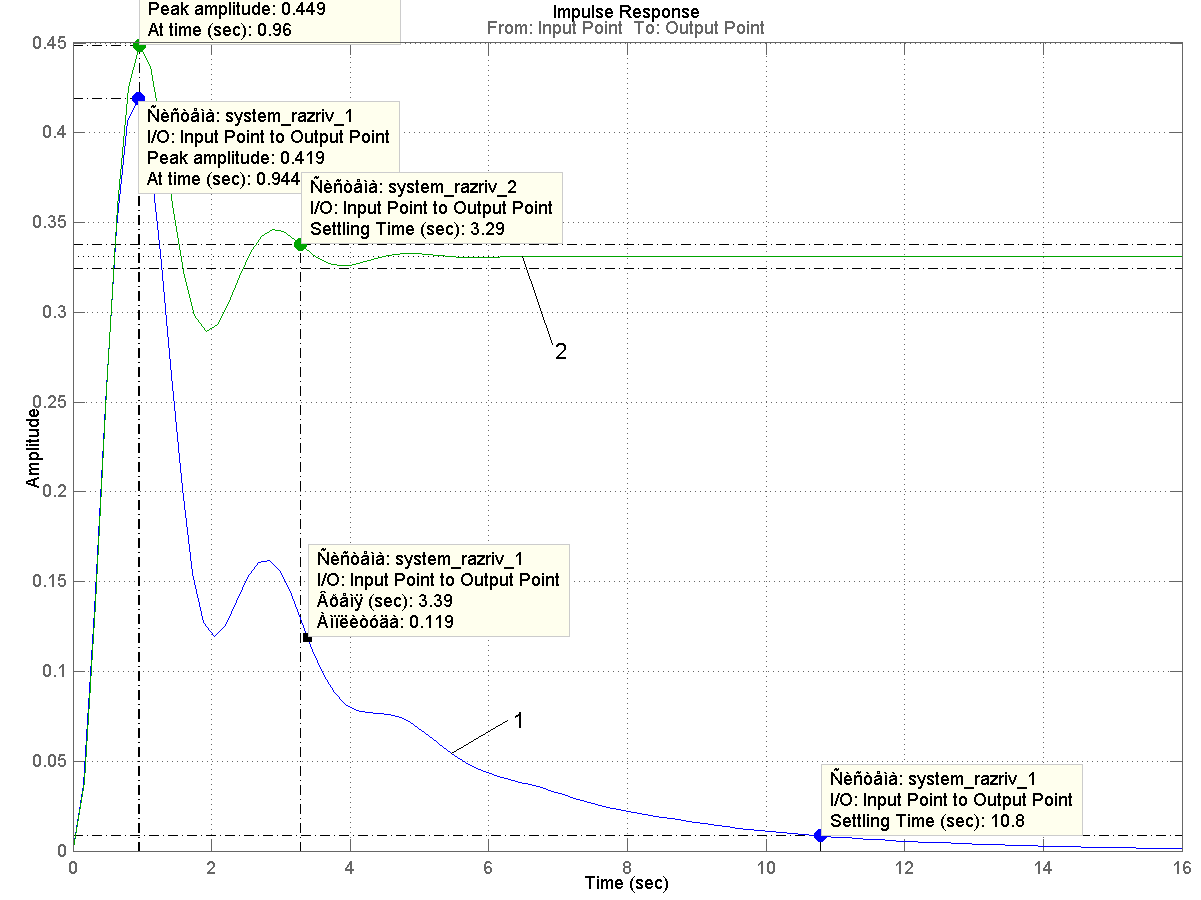 Peak amplitude: 0.449
At time (sec): 0.96
Impulse Response
From: Input Point To: Output Point
Ñèñòåìà: system_razriv_1
I/O: Input Point to Output Point
Peak amplitude: 0.419
At time (sec): 0.944
Ñèñòåìà: system_razriv_2
I/O: Input Point to Output Point
Settling Time (sec): 3.29
2
Ñèñòåìà: system_razriv_1
I/O: Input Point to Output Point
Âðåìÿ (sec): 3.39
Àìïëèòóäà: 0.119
1
Ñèñòåìà: system_razriv_1
I/O: Input Point to Output Point
Settling Time (sec): 10.8
Amplitude
0.45
0.4
0.35
0.3
0.25
0.2
0.15
0.1
0.05
0
0 2 4 6 8 10 12 14 16
Time (sec)